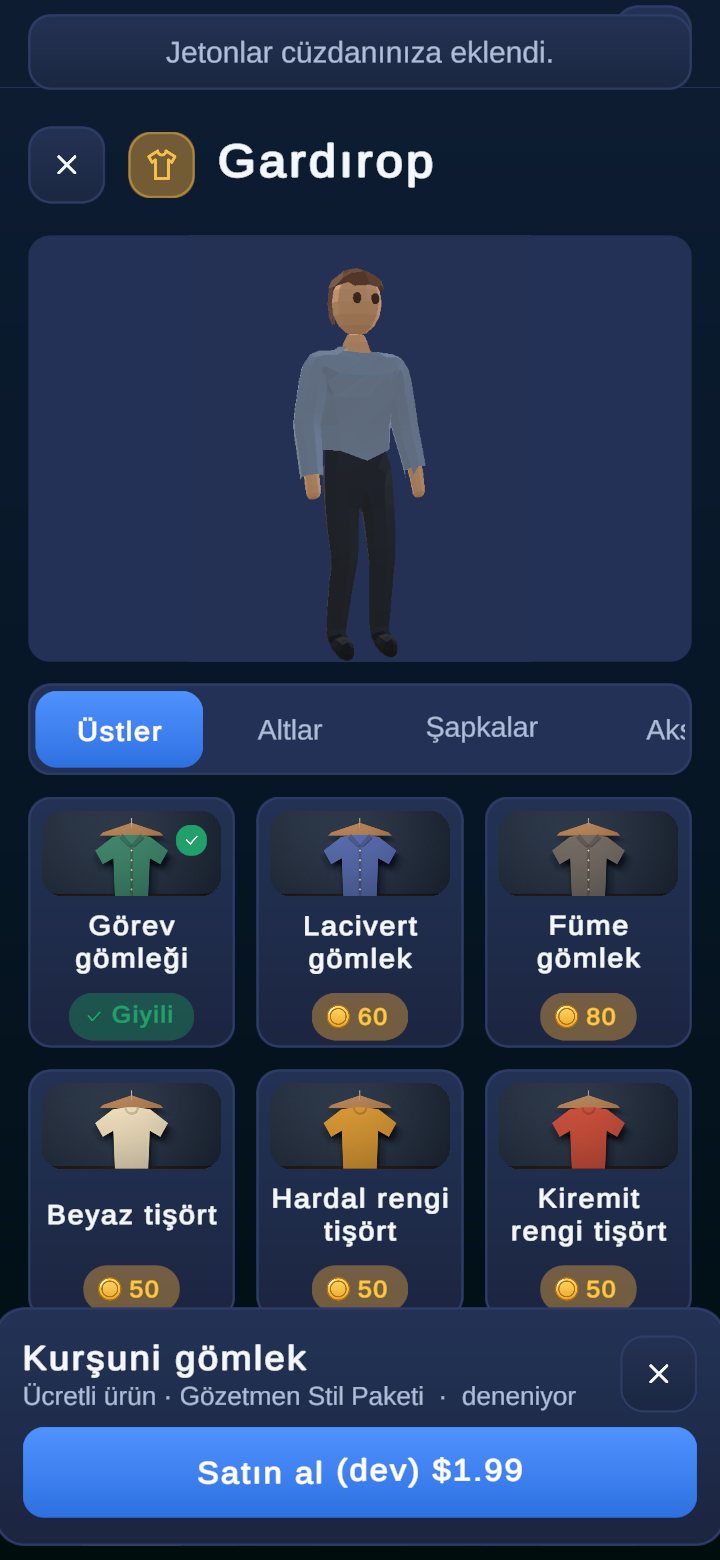 Jetonlar cüzdanınıza eklendi.
Gardırop
Üstler
Altlar
Şapkalar
Aks
Görev
gömleği
Giyili
Lacivert
gömlek
60
Füme
gömlek
80
Beyaz tişört
50
Hardal rengi
tişört
50
Kiremit
rengi tişört
50
Kurşuni gömlek
Ücretli ürün · Gözetmen Stil Paketi · deneniyor
Satın al (dev) $1.99